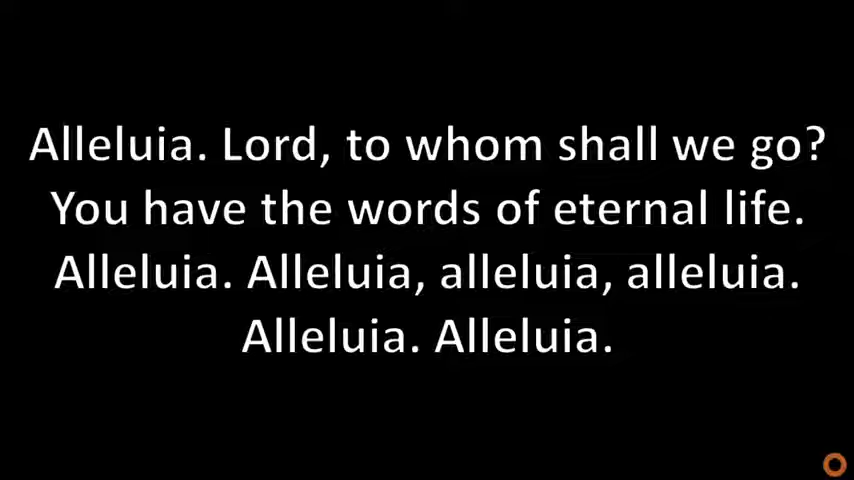 Alleluia. Lord, to whom shall we go?
You have the words of eternal life.
Alleluia. Alleluia, alleluia, alleluia.
Alleluia. Alleluia.